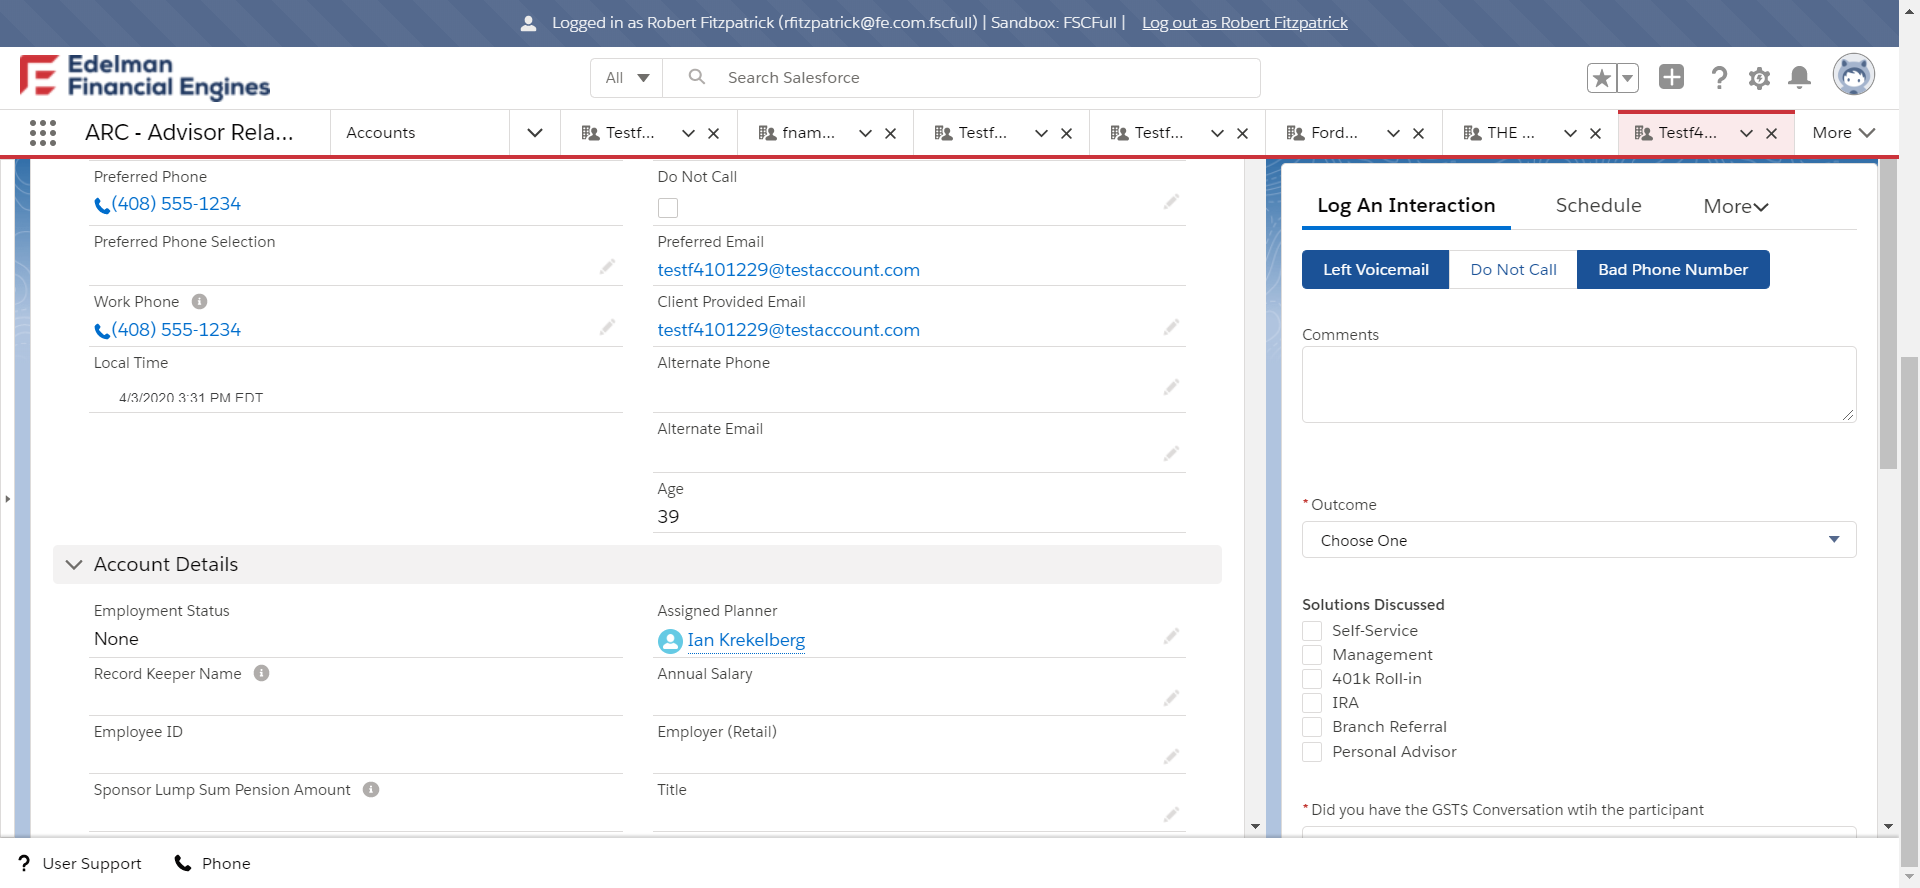 Logged in as Robert Fitzpatrick (rfitzpatrick@fe.com.fscfull) | Sandbox: FSCFull | Log out as Robert Fitzpatrick
Edelman
Financial Engines
All
Search Salesforce
ARC - Advisor Rela...
Accounts
Testf...
fnam...
Testf...
Testf...
Ford...
THE ...
Testf4...
More
Preferred Phone
(408) 555-1234
Preferred Phone Selection
Work Phone
(408) 555-1234
Local Time
4/3/2020 3:31 PM EDT
Do Not Call
Preferred Email
testf4101229@testaccount.com
Client Provided Email
testf4101229@testaccount.com
Alternate Phone
Alternate Email
Age
39
Account Details
Employment Status
None
Record Keeper Name
Employee ID
Sponsor Lump Sum Pension Amount
Assigned Planner
Ian Krekelberg
Annual Salary
Employer (Retail)
Title
Log An Interaction
Schedule
More
Left Voicemail
Do Not Call
Bad Phone Number
Comments
* Outcome
Choose One
Solutions Discussed
Self-Service
Management
401k Roll-in
IRA
Branch Referral
Personal Advisor
* Did you have the GST$ Conversation wtih the participant
? User Support
Phone